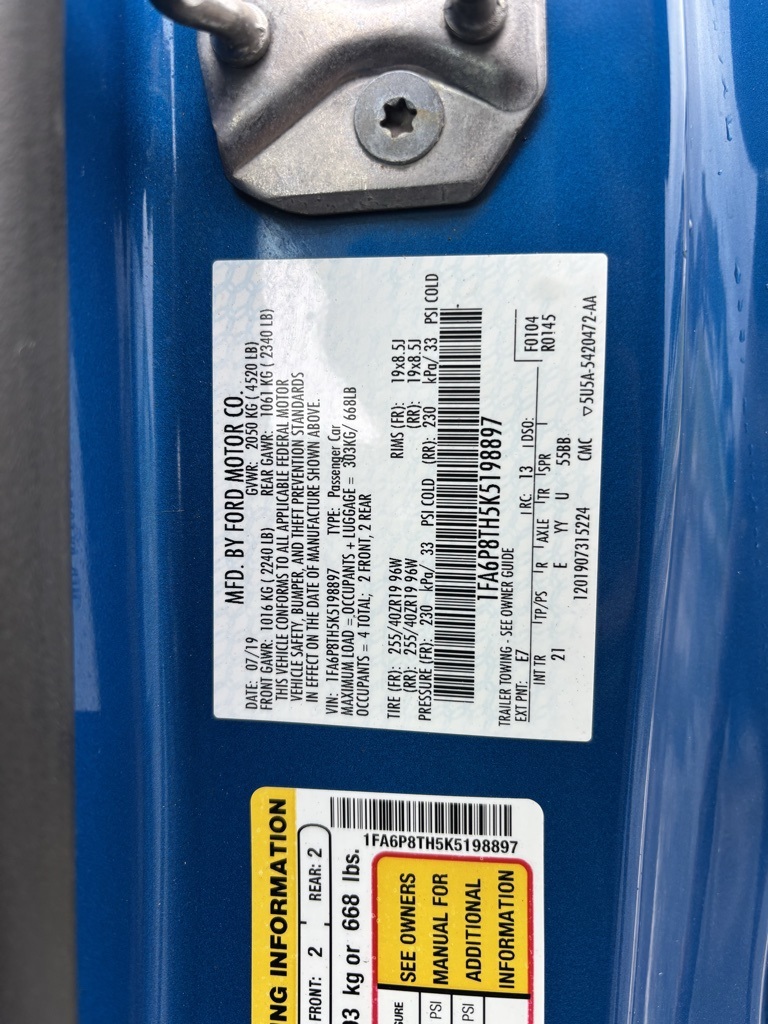 MFD. BY FORD MOTOR CO.
DATE: 07/19 GVWR: 2050 KG ( 4520 LB)
FRONT GAWR: 1016 KG ( 2240 LB) REAR GAWR: 1061 KG ( 2340 LB)
THIS VEHICLE CONFORMS TO ALL APPLICABLE FEDERAL MOTOR
VEHICLE SAFETY, BUMPER, AND THEFT PREVENTION STANDARDS
IN EFFECT ON THE DATE OF MANUFACTURE SHOWN ABOVE.
VIN: 1FA6P8TH5K5198897 TYPE: Passenger Car
MAXIMUM LOAD = OCCUPANTS + LUGGAGE = 303KG/ 668LB
OCCUPANTS = 4 TOTAL; 2 FRONT, 2 REAR
TIRE (FR): 255/40ZR19 96W RIMS (FR): 19x8.5J
(RR): 255/40ZR19 96W (RR): 19x8.5J
PRESSURE (FR): 230 kPa/ 33 PSI COLD (RR): 230 kPa/ 33 PSI COLD
1FA6P8TH5K5198897
TRAILER TOWING - SEE OWNER GUIDE
EXT PNT: E7 RC: 13 DSO: F0104
INT TR TP/PS R AXLE TR SPR R0145
21 E YY U 55BB
1201907315224 CMC ▽5U5A-5420472-AA
INFORMATION
FRONT: 2 REAR: 2
kg or 668 lbs.
1FA6P8TH5K5198897
SEE OWNERS
MANUAL FOR
ADDITIONAL
INFORMATION
PSI
PSI